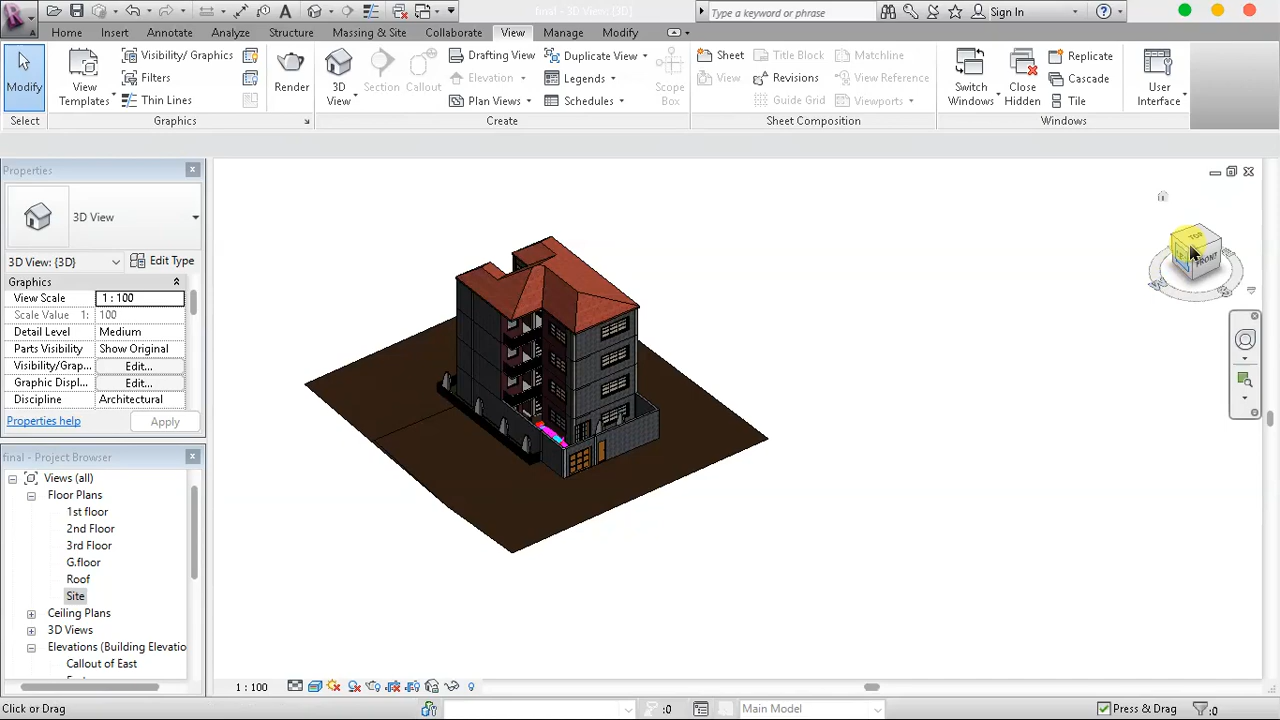 final - 3D View: {3D}
Type a keyword or phrase
Sign In
Home Insert Annotate Analyze Structure Massing & Site Collaborate View Manage Modify
Modify
View Templates
Visibility/ Graphics
Filters
Thin Lines
Render
3D View
Section
Callout
Drafting View
Elevation
Plan Views
Duplicate View
Legends
Schedules
Scope Box
Sheet
View
Title Block
Revisions
Guide Grid
Matchline
View Reference
Viewports
Switch Windows
Close Hidden
Replicate
Cascade
Tile
User Interface
Select Graphics Create Sheet Composition Windows
Properties
3D View
3D View: {3D} Edit Type
Graphics
View Scale 1 : 100
Scale Value 1: 100
Detail Level Medium
Parts Visibility Show Original
Visibility/Grap... Edit...
Graphic Displ... Edit...
Discipline Architectural
Properties help Apply
final - Project Browser
Views (all)
Floor Plans
1st floor
2nd Floor
3rd Floor
G.floor
Roof
Site
Ceiling Plans
3D Views
Elevations (Building Elevatio
Callout of East
TOP
FRONT
1 : 100
Click or Drag
:0
Main Model
Press & Drag
:0